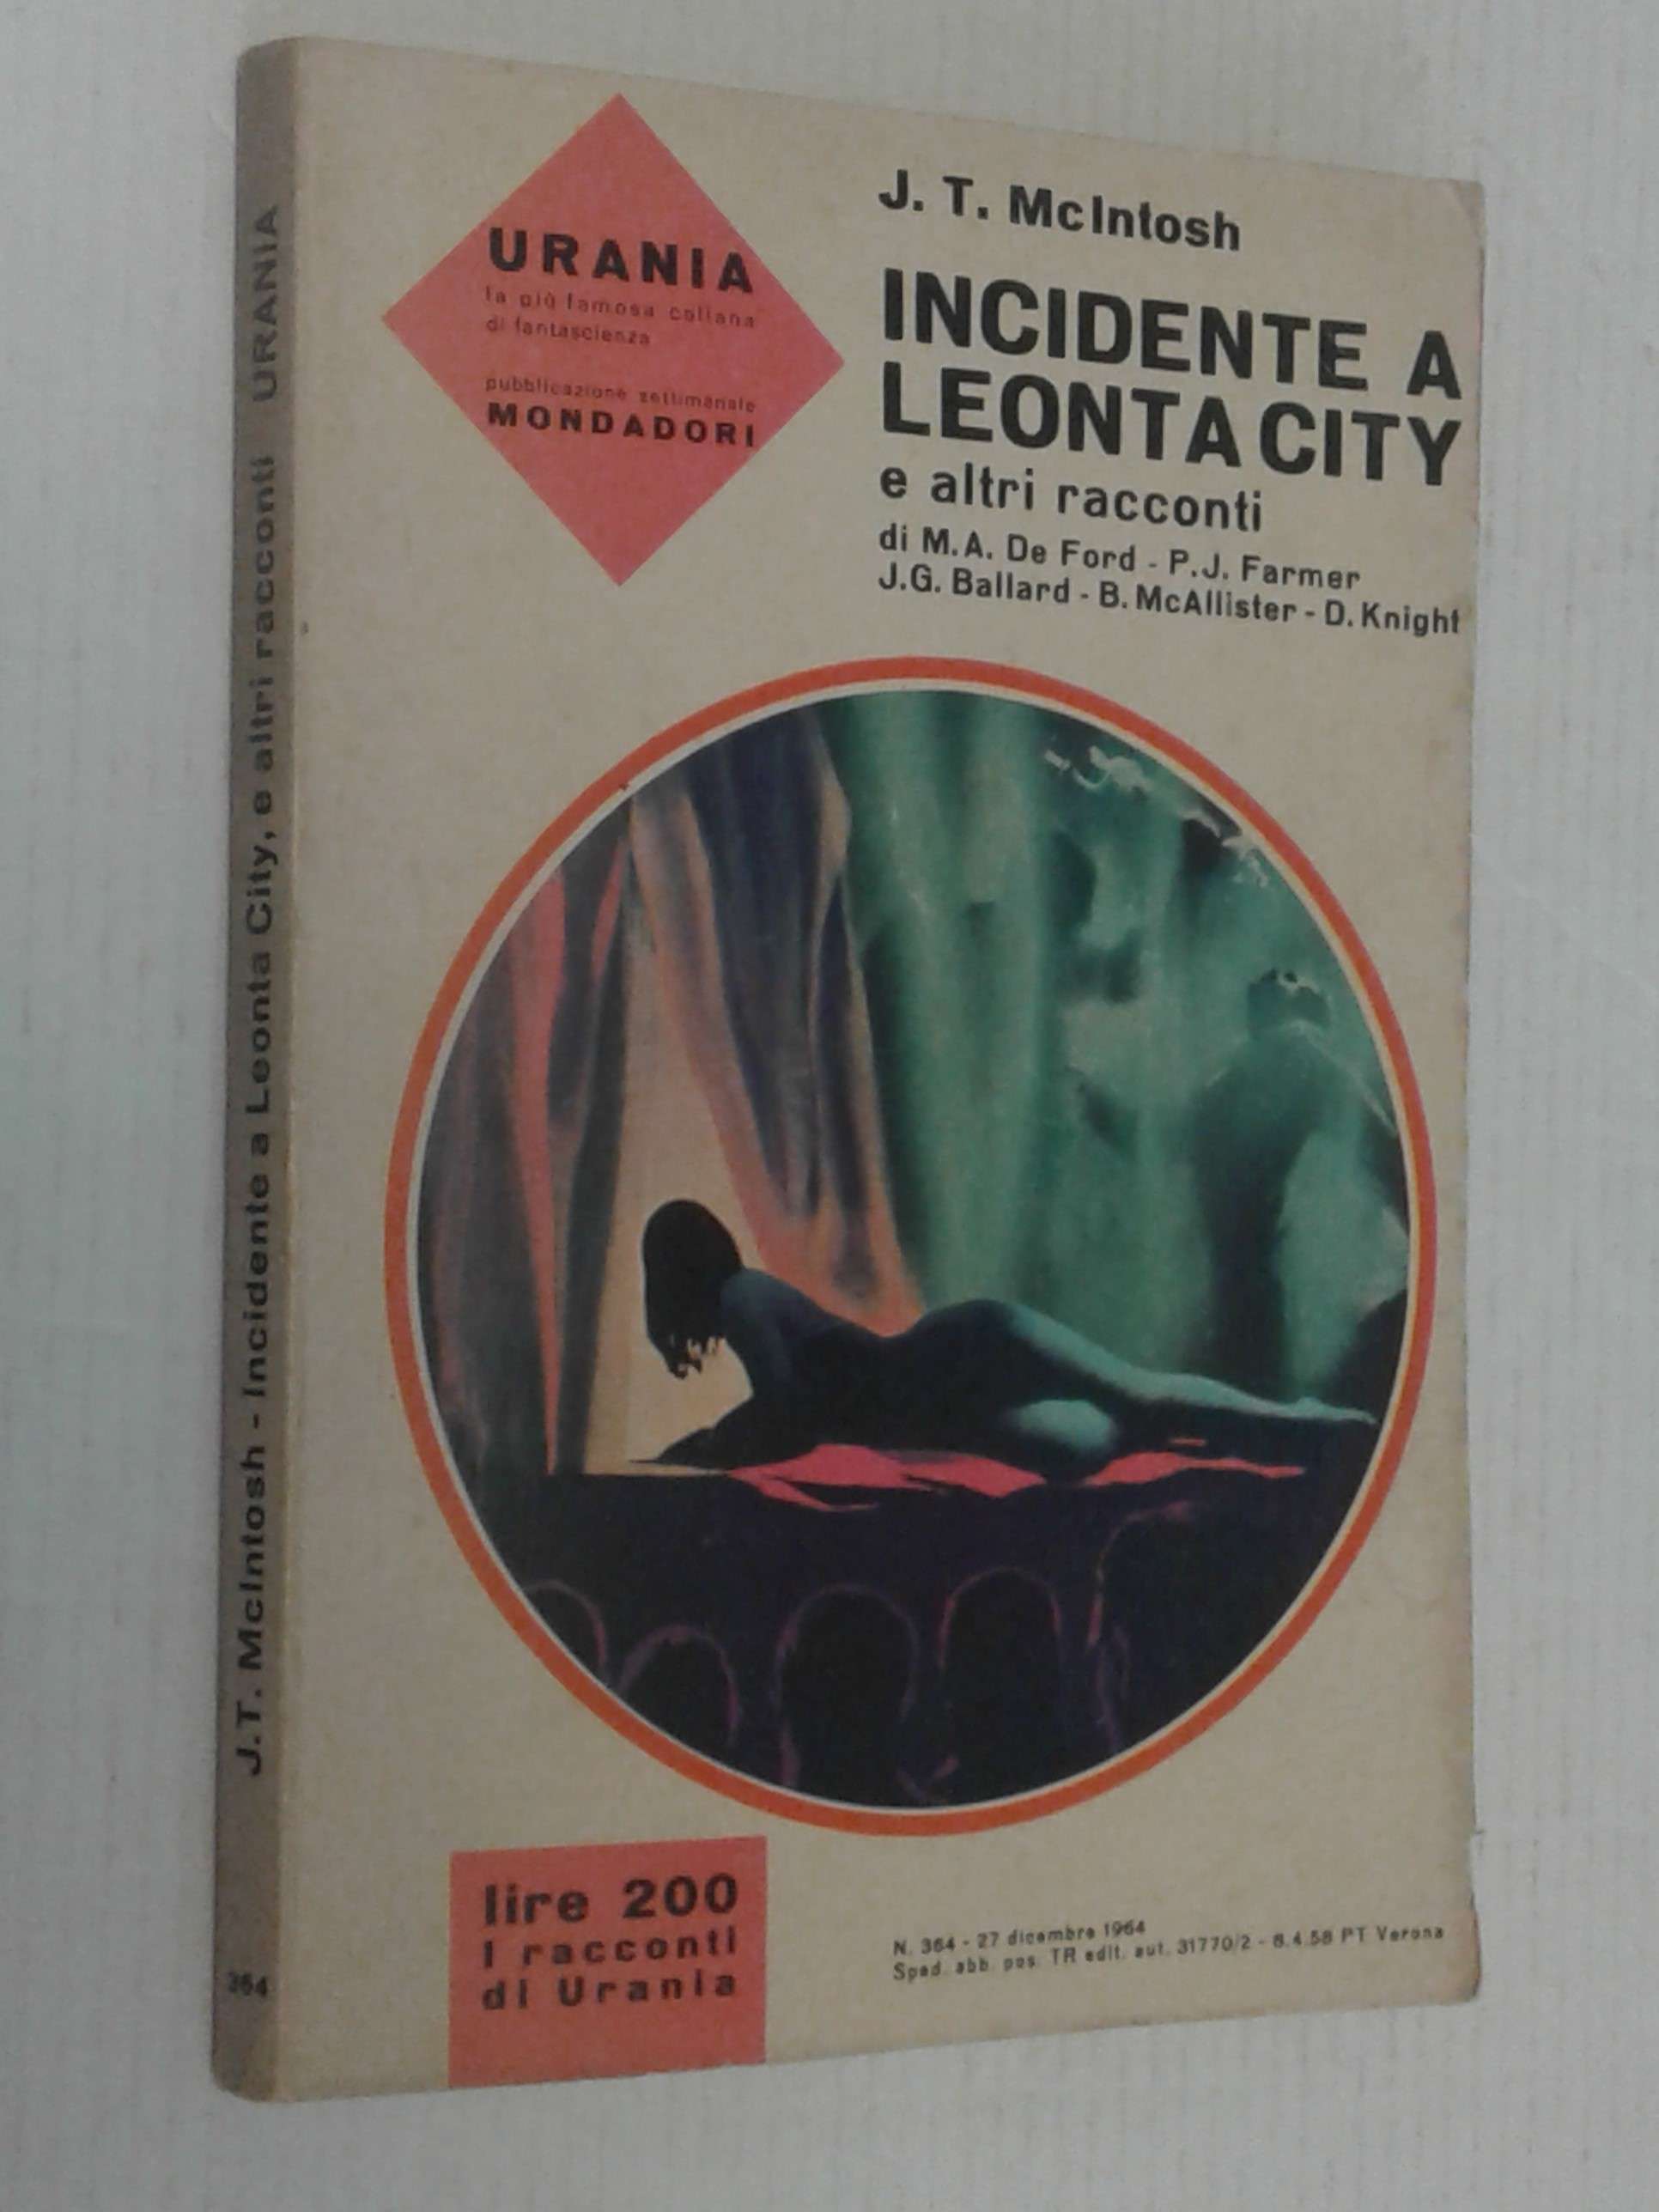 URANIA
la più famosa collana
di fantascienza
pubblicazione settimanale
MONDADORI
J. T. McIntosh
INCIDENTE A
LEONTA CITY
e altri racconti
di M.A. De Ford - P.J. Farmer
J.G. Ballard - B. McAllister - D. Knight
lire 200
I racconti
di Urania
N. 364 - 27 dicembre 1964
Sped. abb. pos. TR edit. aut. 31770/2 - 8.4.58 PT Verona
J.T. McIntosh - Incidente a Leonta City, e altri racconti URANIA
364